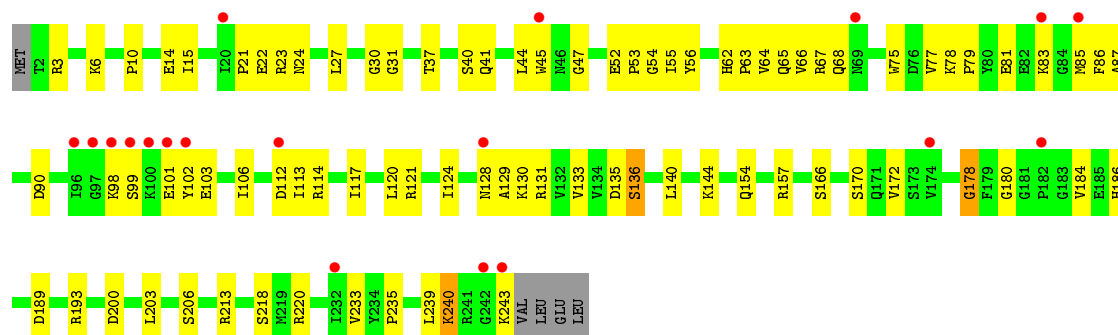 MET T2 R3 K6 P10 E14 I15 I20 P21 E22 R23 N24 L27 G30 G31 T37 S40 Q41 L44 W45 N46 G47 E52 P53 G54 I55 Y56 H62 P63 V64 Q65 V66 R67 Q68 N69 W75 D76 V77 K78 P79 Y80 E81 E82 K83 G84 M85 F86 A87
D90 I96 G97 K98 S99 K100 E101 Y102 E103 I106 D112 I113 R114 I117 L120 R121 I124 N128 A129 K130 R131 V132 V133 V134 D135 S136 L140 K144 Q154 R157 S166 S170 Q171 V172 S173 V174 G178 F179 G180 G181 P182 G183 V184 E185 H186
D189 R193 D200 L203 S206 R213 S218 M219 R220 I232 V233 Y234 P235 L239 K240 R241 G242 K243 VAL LEU GLU LEU